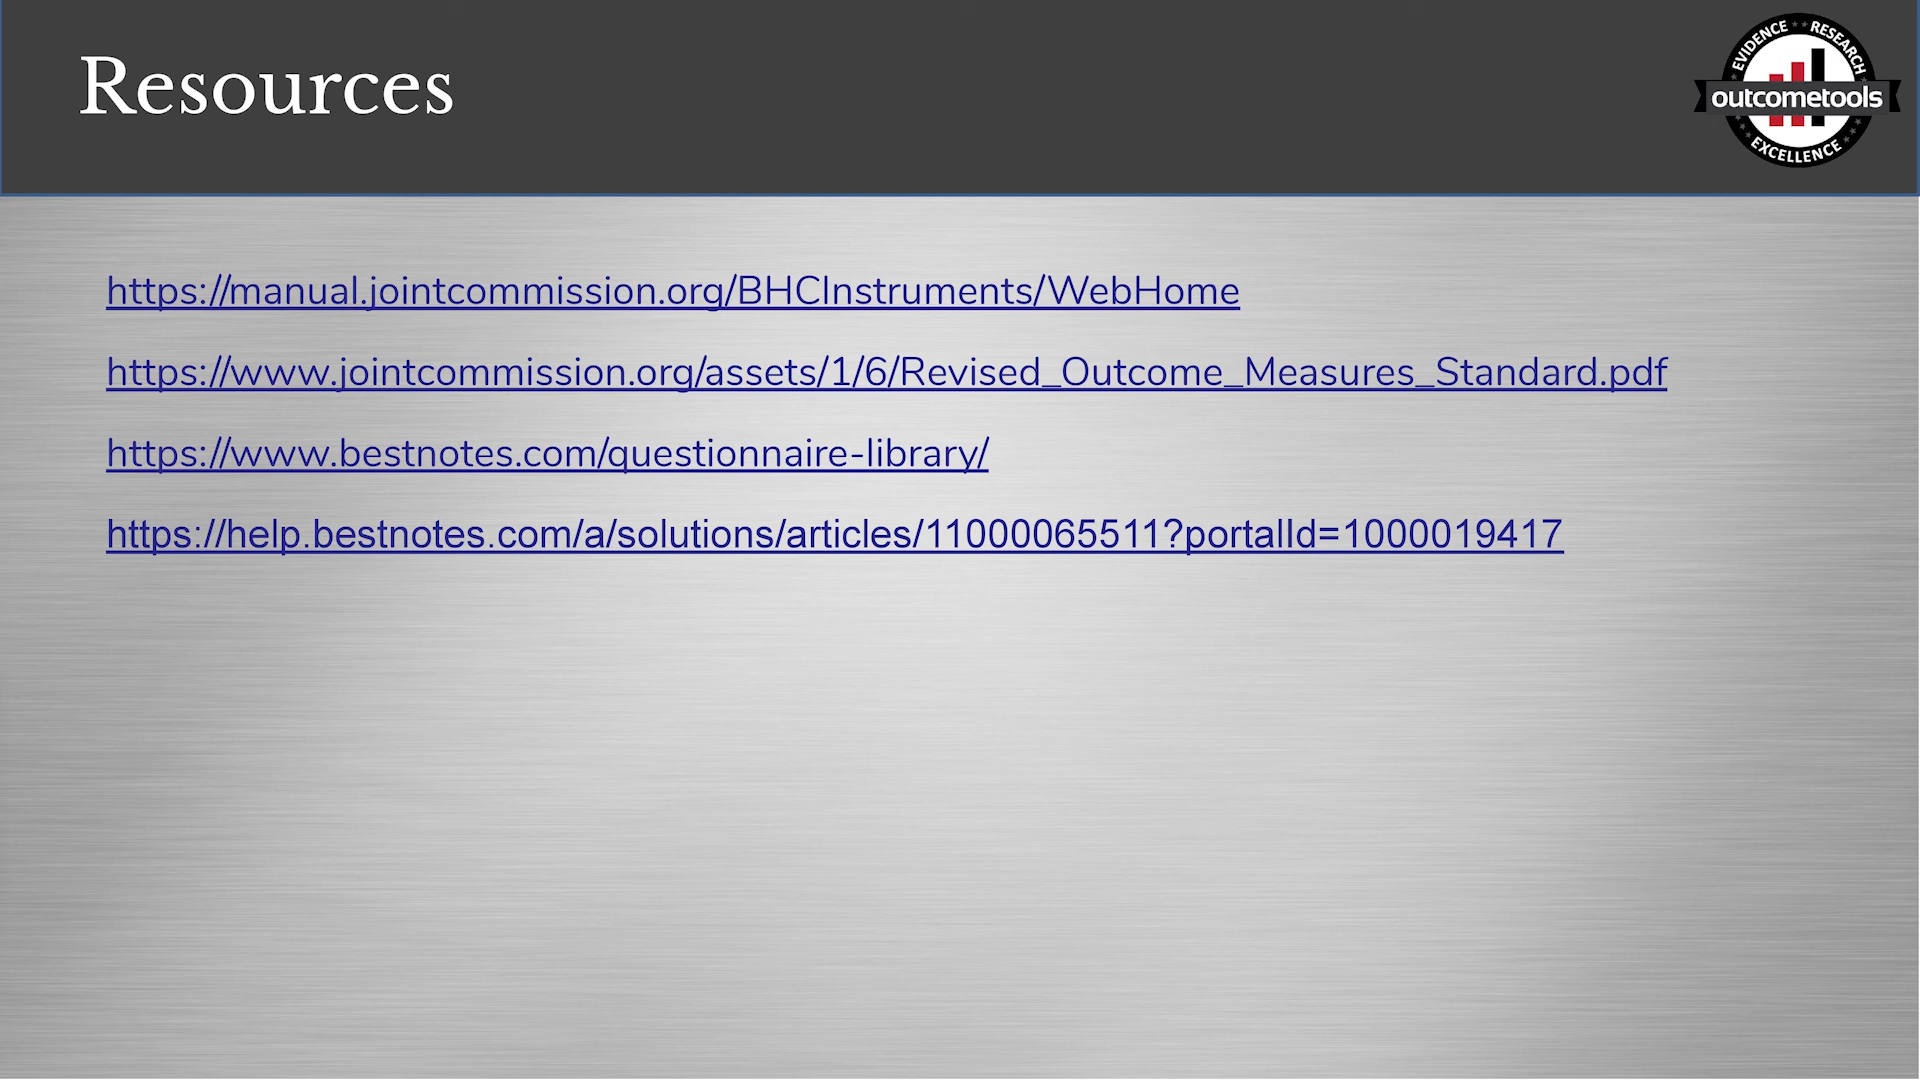 Resources
EVIDENCE ** RESEARCH
outcometools
EXCELLENCE
https://manual.jointcommission.org/BHCInstruments/WebHome
https://www.jointcommission.org/assets/1/6/Revised_Outcome_Measures_Standard.pdf
https://www.bestnotes.com/questionnaire-library/
https://help.bestnotes.com/a/solutions/articles/11000065511?portalId=1000019417